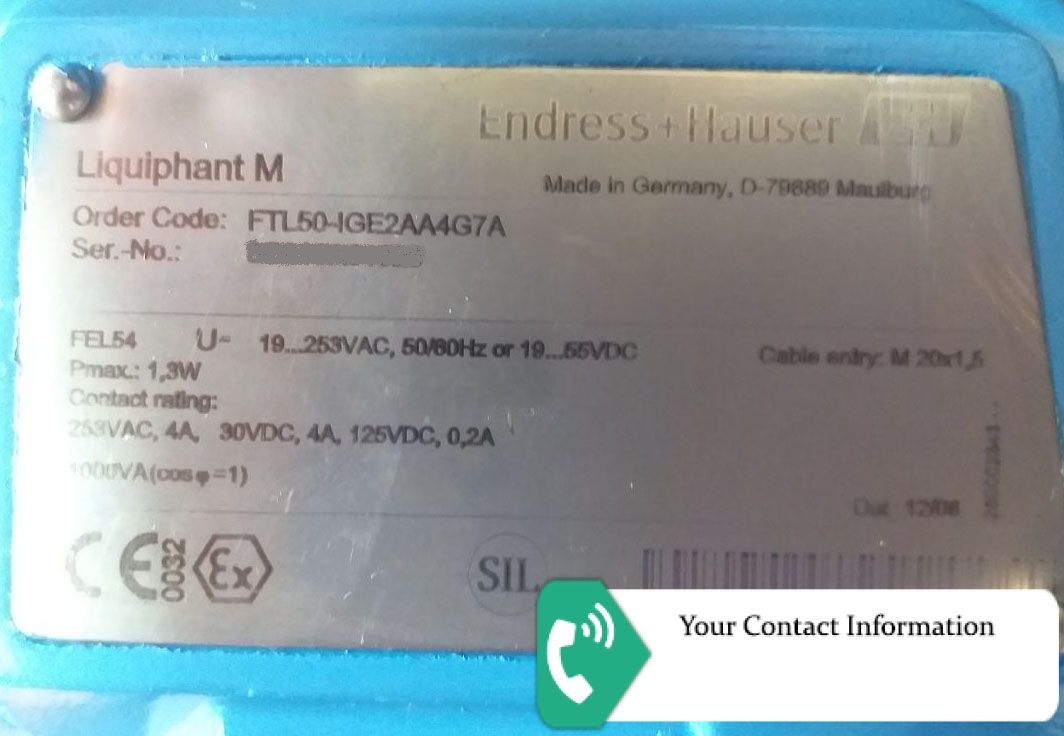 Endress+Hauser
Liquiphant M
Made in Germany, D-79689 Maulburg
Order Code: FTL50-IGE2AA4G7A
Ser.-No.:
FEL54 U= 19...253VAC, 50/60Hz or 19...55VDC
Cable entry: M 20x1,5
Pmax.: 1,3W
Contact rating:
253VAC, 4A, 30VDC, 4A, 125VDC, 0,2A
1000VA(cosφ=1)
Dat. 12/06
CE 0032 Ex
SIL
Your Contact Information